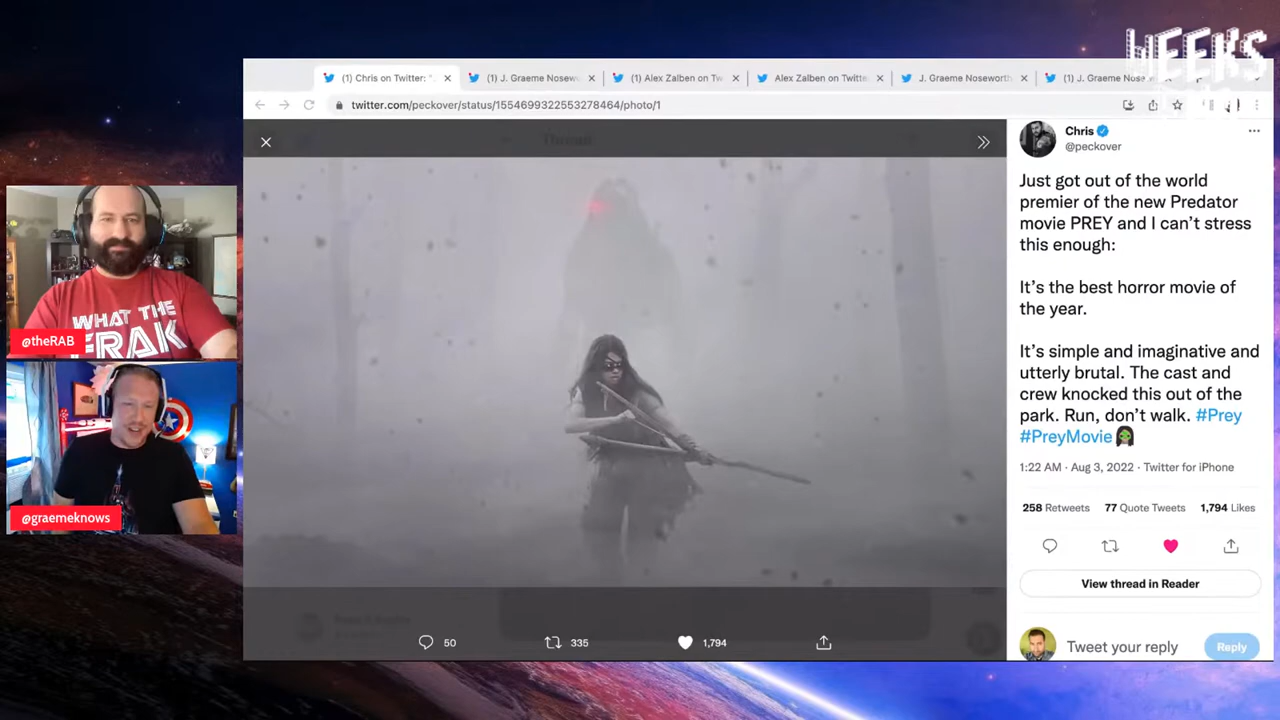 WEEKS
(1) Chris on Twitter: "
(1) J. Graeme Nosew
(1) Alex Zalben on Tw
Alex Zalben on Twitte
J. Graeme Noseworth
(1) J. Graeme Nose
twitter.com/peckover/status/1554699322553278464/photo/1
Thread
Chris
@peckover
Just got out of the world
premier of the new Predator
movie PREY and I can't stress
this enough:
It's the best horror movie of
the year.
It's simple and imaginative and
utterly brutal. The cast and
crew knocked this out of the
park. Run, don't walk. #Prey
#PreyMovie
1:22 AM · Aug 3, 2022 · Twitter for iPhone
258 Retweets 77 Quote Tweets 1,794 Likes
View thread in Reader
Tweet your reply
Reply
50
335
1,794
WHAT THE
FRAK
@theRAB
@graemeknows